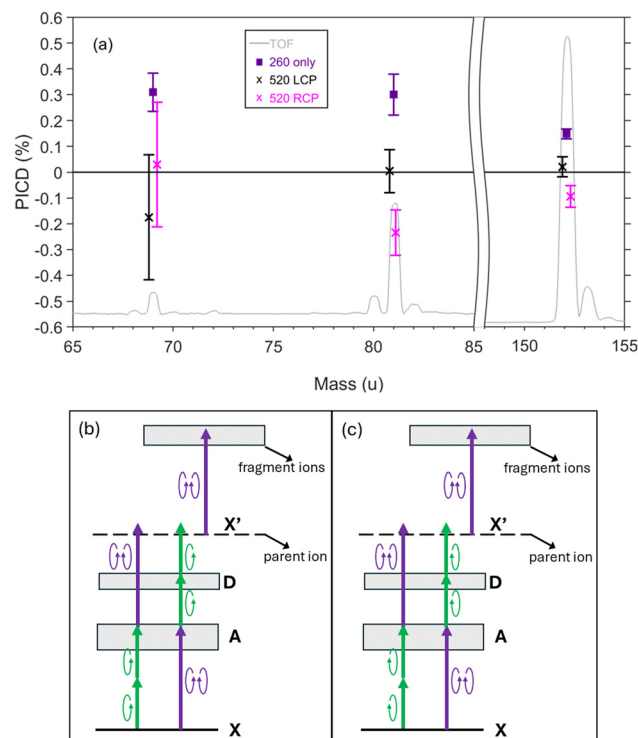 (a)
TOF
260 only
520 LCP
520 RCP
0.6
0.5
0.4
0.3
0.2
0.1
0
-0.1
-0.2
-0.3
-0.4
-0.5
-0.6
PICD (%)
65 70 75 80 85 150 155
Mass (u)
(b)
fragment ions
X'
parent ion
D
A
X
(c)
fragment ions
X'
parent ion
D
A
X